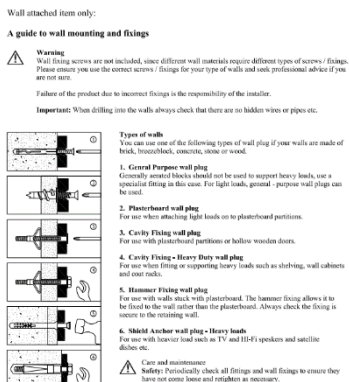 Wall attached item only:
A guide to wall mounting and fixings
Warning
Wall fixing screws are not included, since different wall materials require different types of screws / fixings.
Please ensure you use the correct screws / fixings for your type of walls and seek professional advice if you
are not sure.
Failure of the product due to incorrect fixings is the responsibility of the installer.
Important: When drilling into the walls always check that there are no hidden wires or pipes etc.
Types of walls
You can use one of the following types of wall plug if your walls are made of
brick, breezeblock, concrete, stone or wood.
1. Genral Purpose wall plug
Generally aerated blocks should not be used to support heavy loads, use a
specialist fitting in this case. For light loads, general - purpose wall plugs can
be used.
2. Plasterboard wall plug
For use when attaching light loads on to plasterboard partitions.
3. Cavity Fixing wall plug
For use with plasterboard partitions or hollow wooden doors.
4. Cavity Fixing - Heavy Duty wall plug
For use when fitting or supporting heavy loads such as shelving, wall cabinets
and coat racks.
5. Hammer Fixing wall plug
For use with walls stuck with plasterboard. The hammer fixing allows it to
be fixed to the wall rather than the plasterboard. Always check the fixing is
secure to the retaining wall.
6. Shield Anchor wall plug - Heavy loads
For use with heavier load such as TV and HI-Fi speakers and satellite
dishes etc.
Care and maintenance
Safety: Periodically check all fittings and wall fixings to ensure they
have not come loose and retighten as necessary.
1
2
3
4
5
6